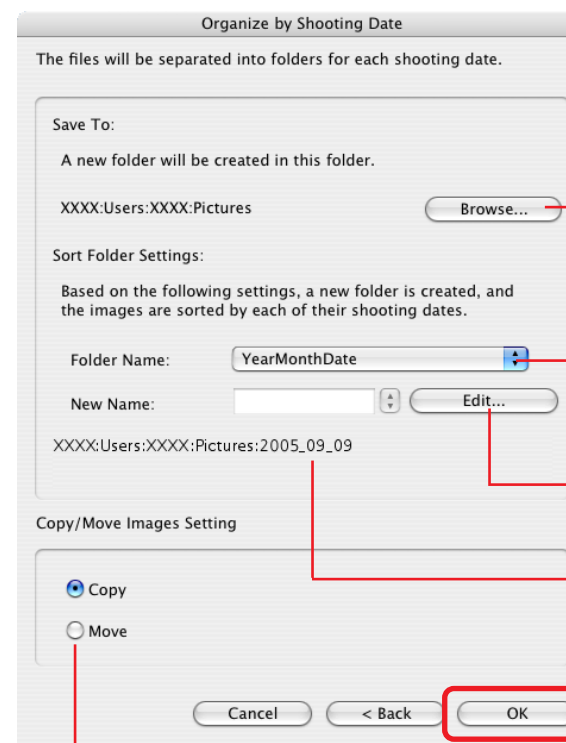 Organize by Shooting Date
The files will be separated into folders for each shooting date.
Save To:
A new folder will be created in this folder.
XXXX:Users:XXXX:Pictures
Browse...
Sort Folder Settings:
Based on the following settings, a new folder is created, and
the images are sorted by each of their shooting dates.
Folder Name:
YearMonthDate
New Name:
Edit...
XXXX:Users:XXXX:Pictures:2005_09_09
Copy/Move Images Setting
Copy
Move
Cancel
< Back
OK